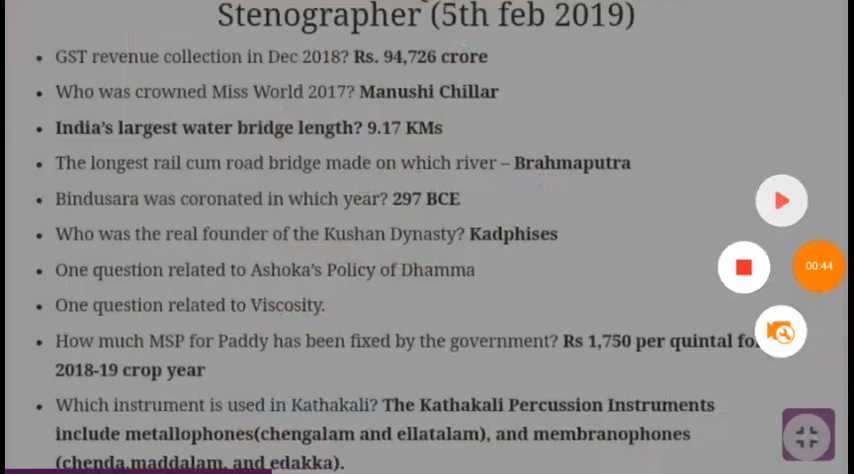 Stenographer (5th feb 2019)
• GST revenue collection in Dec 2018? Rs. 94,726 crore
• Who was crowned Miss World 2017? Manushi Chillar
• India's largest water bridge length? 9.17 KMs
• The longest rail cum road bridge made on which river – Brahmaputra
• Bindusara was coronated in which year? 297 BCE
• Who was the real founder of the Kushan Dynasty? Kadphises
• One question related to Ashoka's Policy of Dhamma
• One question related to Viscosity.
• How much MSP for Paddy has been fixed by the government? Rs 1,750 per quintal fo
2018-19 crop year
• Which instrument is used in Kathakali? The Kathakali Percussion Instruments
include metallophones(chengalam and ellatalam), and membranophones
(chenda,maddalam, and edakka).
00:44